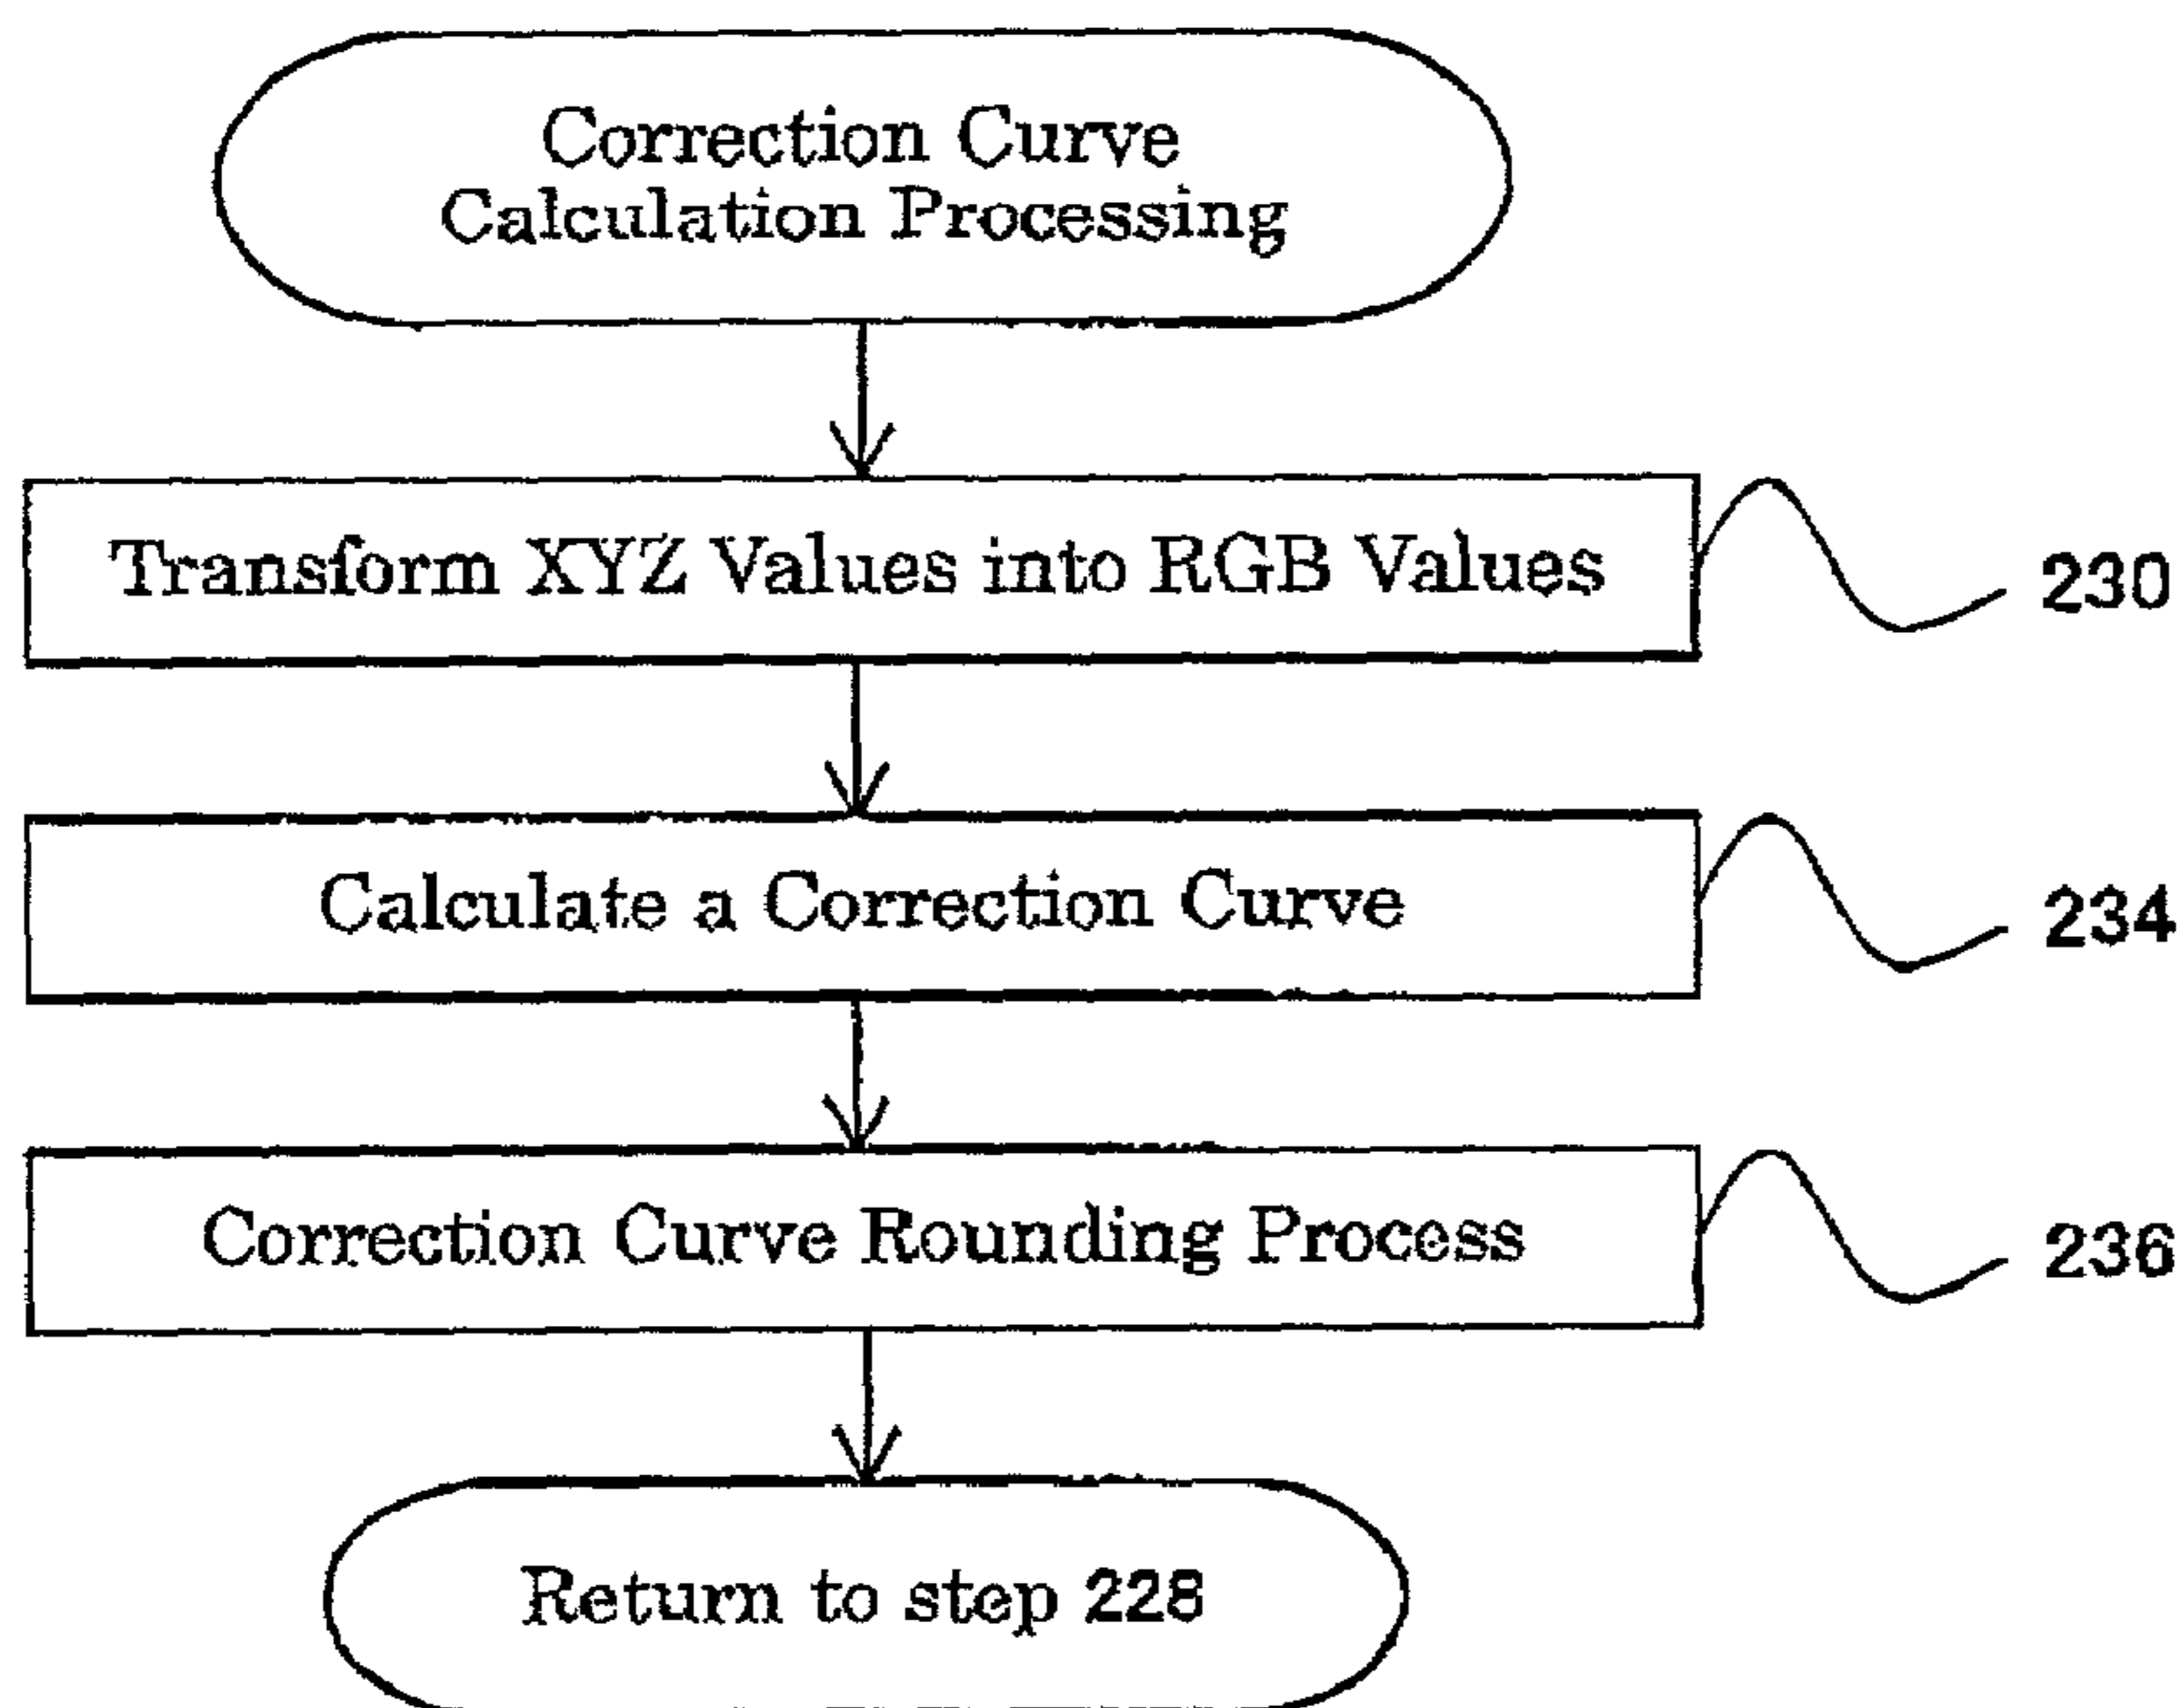 Correction Curve
Calculation Processing
Transform XYZ Values into RGB Values
230
Calculate a Correction Curve
234
Correction Curve Rounding Process
236
Return to step 228